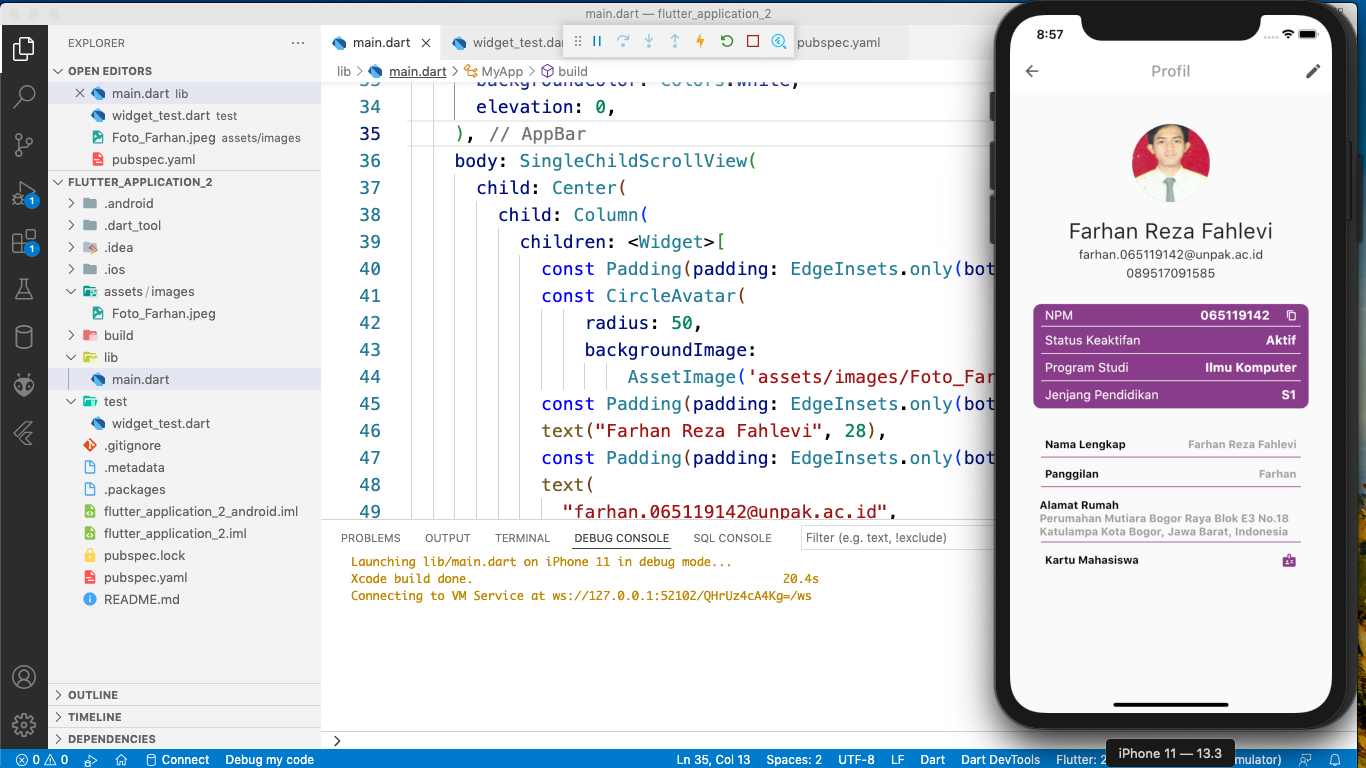 main.dart — flutter_application_2
EXPLORER
OPEN EDITORS
main.dart lib
widget_test.dart test
Foto_Farhan.jpeg assets/images
pubspec.yaml
FLUTTER_APPLICATION_2
.android
.dart_tool
.idea
.ios
assets/images
Foto_Farhan.jpeg
build
lib
main.dart
test
widget_test.dart
.gitignore
.metadata
.packages
flutter_application_2_android.iml
flutter_application_2.iml
pubspec.lock
pubspec.yaml
README.md
OUTLINE
TIMELINE
DEPENDENCIES
1
1
main.dart
widget_test.da
pubspec.yaml
lib > main.dart > MyApp > build
33 backgroundColor: Colors.white,
34 elevation: 0,
35 ), // AppBar
36 body: SingleChildScrollView(
37 child: Center(
38 child: Column(
39 children: <Widget>[
40 const Padding(padding: EdgeInsets.only(bot
41 const CircleAvatar(
42 radius: 50,
43 backgroundImage:
44 AssetImage('assets/images/Foto_Far
45 const Padding(padding: EdgeInsets.only(bot
46 text("Farhan Reza Fahlevi", 28),
47 const Padding(padding: EdgeInsets.only(bot
48 text(
49 "farhan.065119142@unpak.ac.id",
PROBLEMS OUTPUT TERMINAL DEBUG CONSOLE SQL CONSOLE Filter (e.g. text, !exclude)
Launching lib/main.dart on iPhone 11 in debug mode...
Xcode build done. 20.4s
Connecting to VM Service at ws://127.0.0.1:52102/QHrUz4cA4Kg=/ws
>
0 0 Connect Debug my code Ln 35, Col 13 Spaces: 2 UTF-8 LF Dart Dart DevTools Flutter: 2 mulator)
8:57
Profil
Farhan Reza Fahlevi
farhan.065119142@unpak.ac.id
089517091585
NPM 065119142
Status Keaktifan Aktif
Program Studi Ilmu Komputer
Jenjang Pendidikan S1
Nama Lengkap Farhan Reza Fahlevi
Panggilan Farhan
Alamat Rumah
Perumahan Mutiara Bogor Raya Blok E3 No.18
Katulampa Kota Bogor, Jawa Barat, Indonesia
Kartu Mahasiswa
iPhone 11 — 13.3